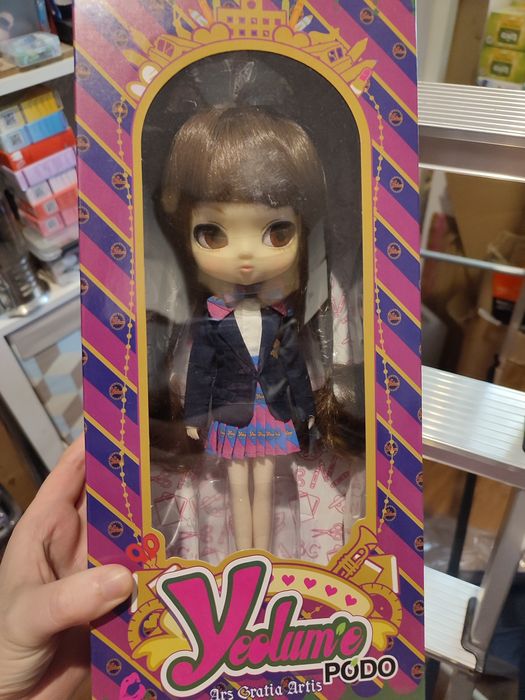 Yeolum'e
PODO
Ars Gratia Artis